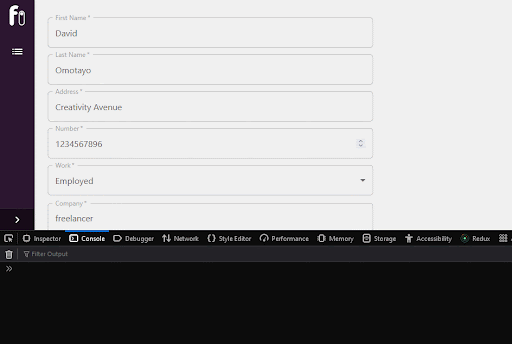 fi
First Name *
David
Last Name *
Omotayo
Address *
Creativity Avenue
Number *
1234567896
Work *
Employed
Company *
freelancer
Inspector Console Debugger Network Style Editor Performance Memory Storage Accessibility Redux
Filter Output